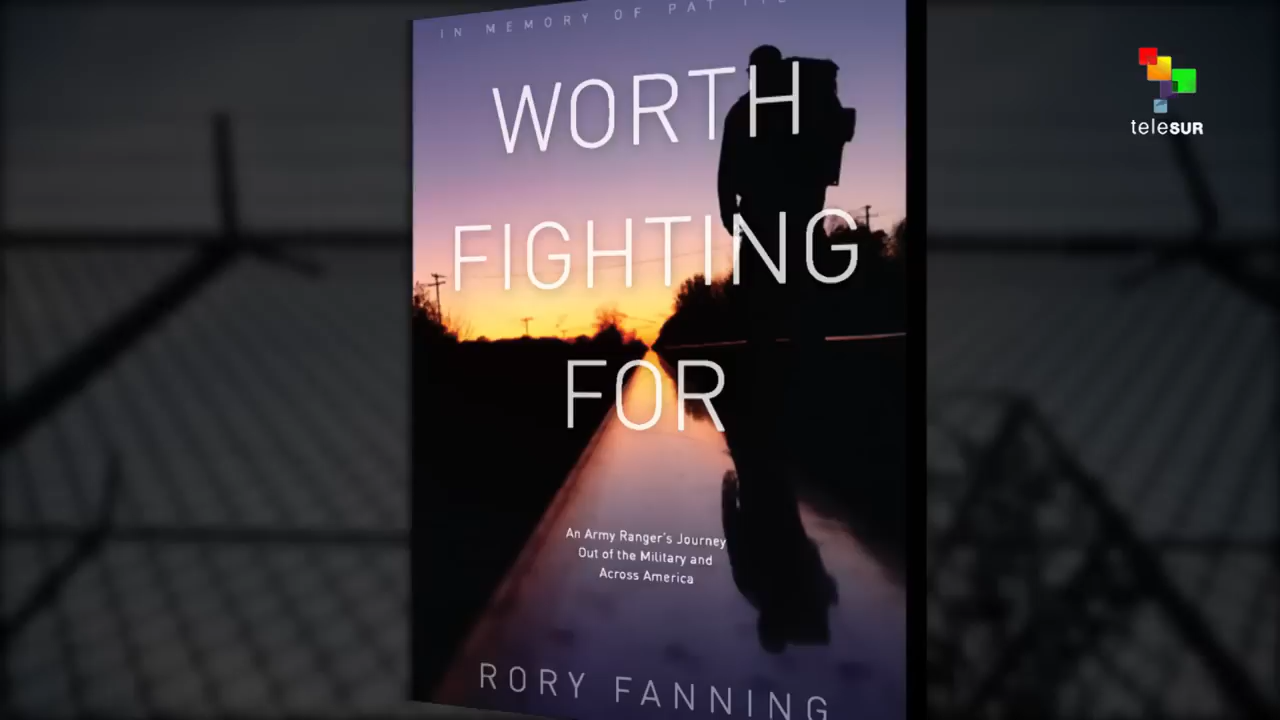 IN MEMORY OF PAT
WORTH
FIGHTING
FOR
An Army Ranger's Journey
Out of the Military and
Across America
RORY FANNING
teleSUR